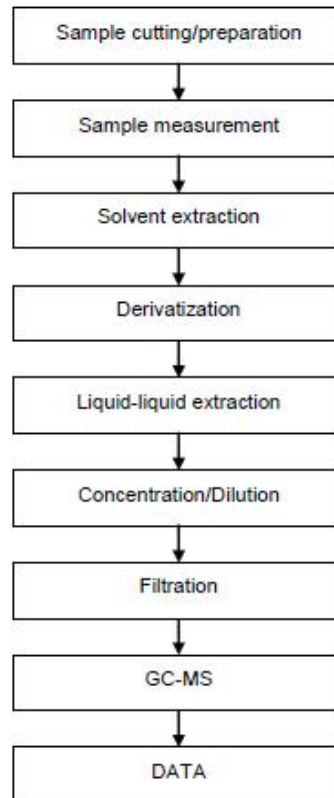 Sample cutting/preparation
Sample measurement
Solvent extraction
Derivatization
Liquid-liquid extraction
Concentration/Dilution
Filtration
GC-MS
DATA